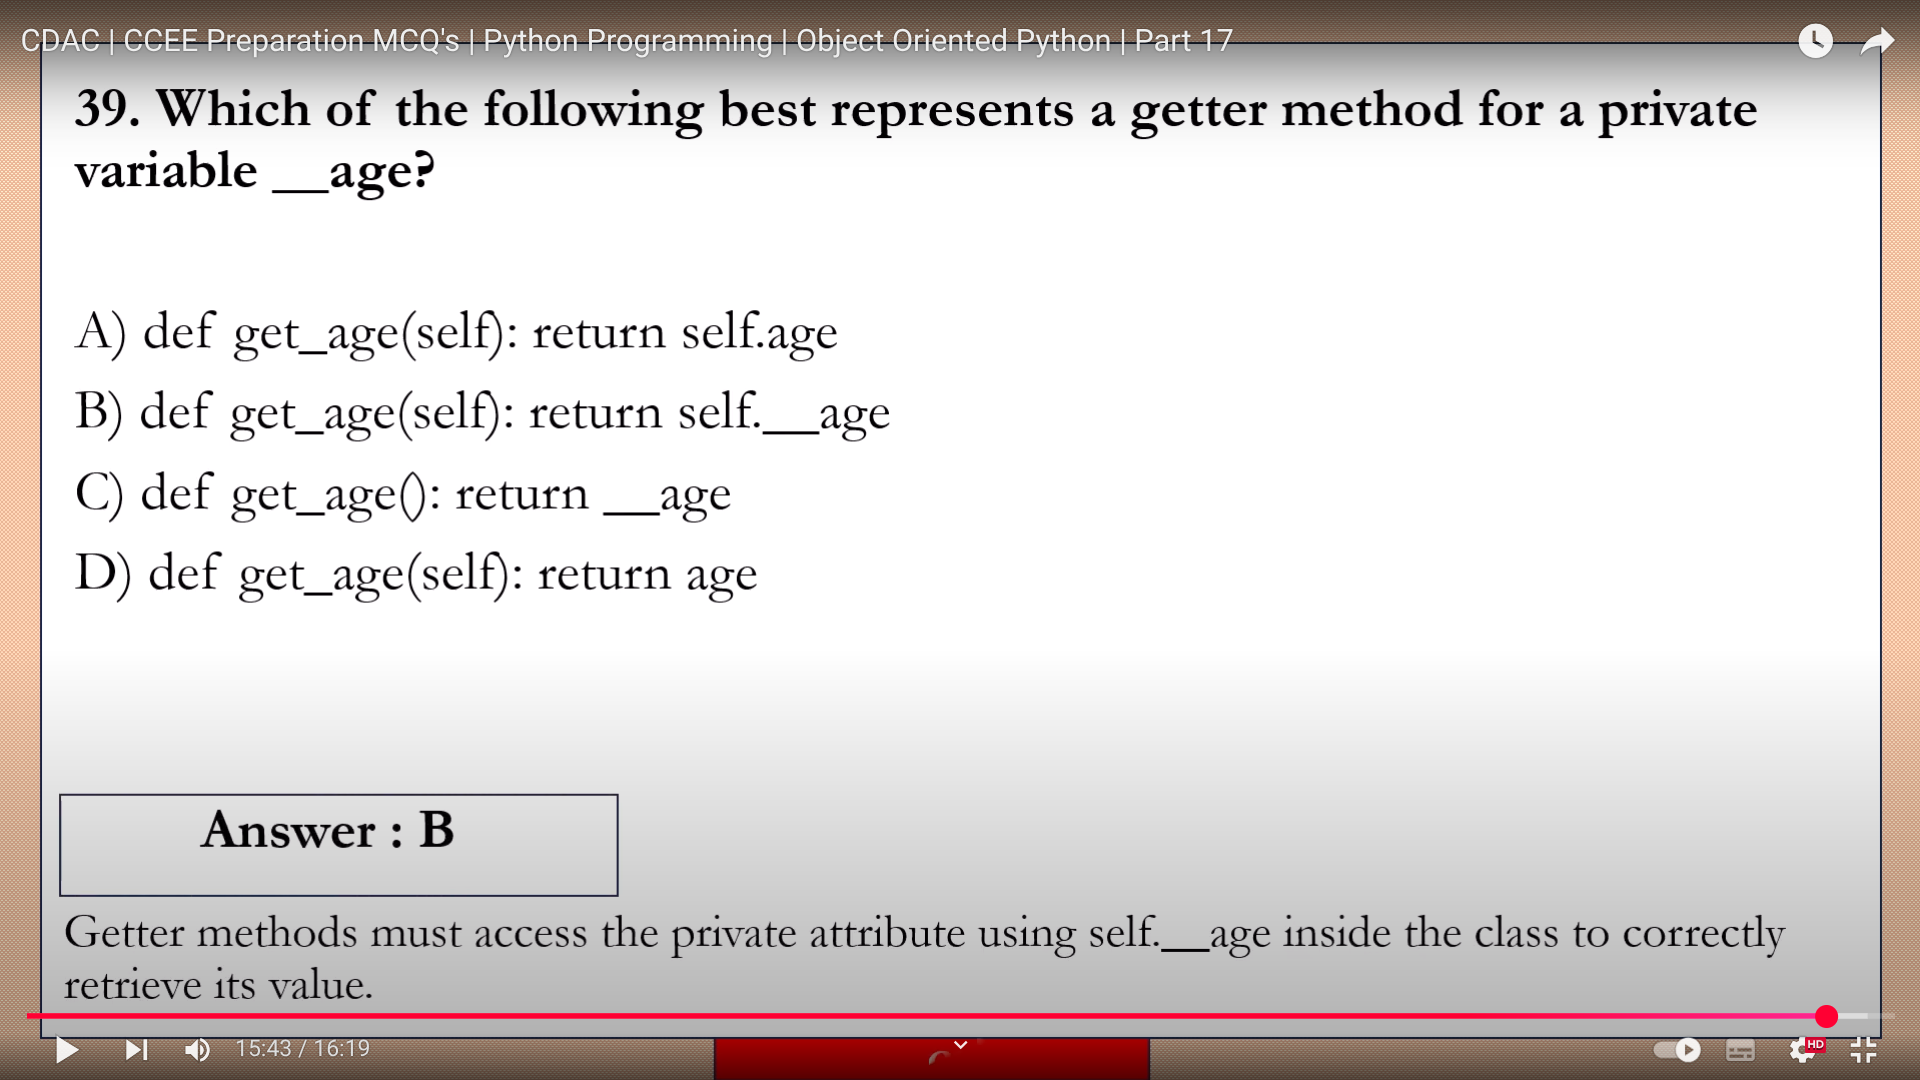 CDAC | CCEE Preparation MCQ's | Python Programming | Object Oriented Python | Part 17
39. Which of the following best represents a getter method for a private
variable __age?
A) def get_age(self): return self.age
B) def get_age(self): return self.__age
C) def get_age(): return __age
D) def get_age(self): return age
Answer : B
Getter methods must access the private attribute using self.__age inside the class to correctly
retrieve its value.
15:43 / 16:19
HD